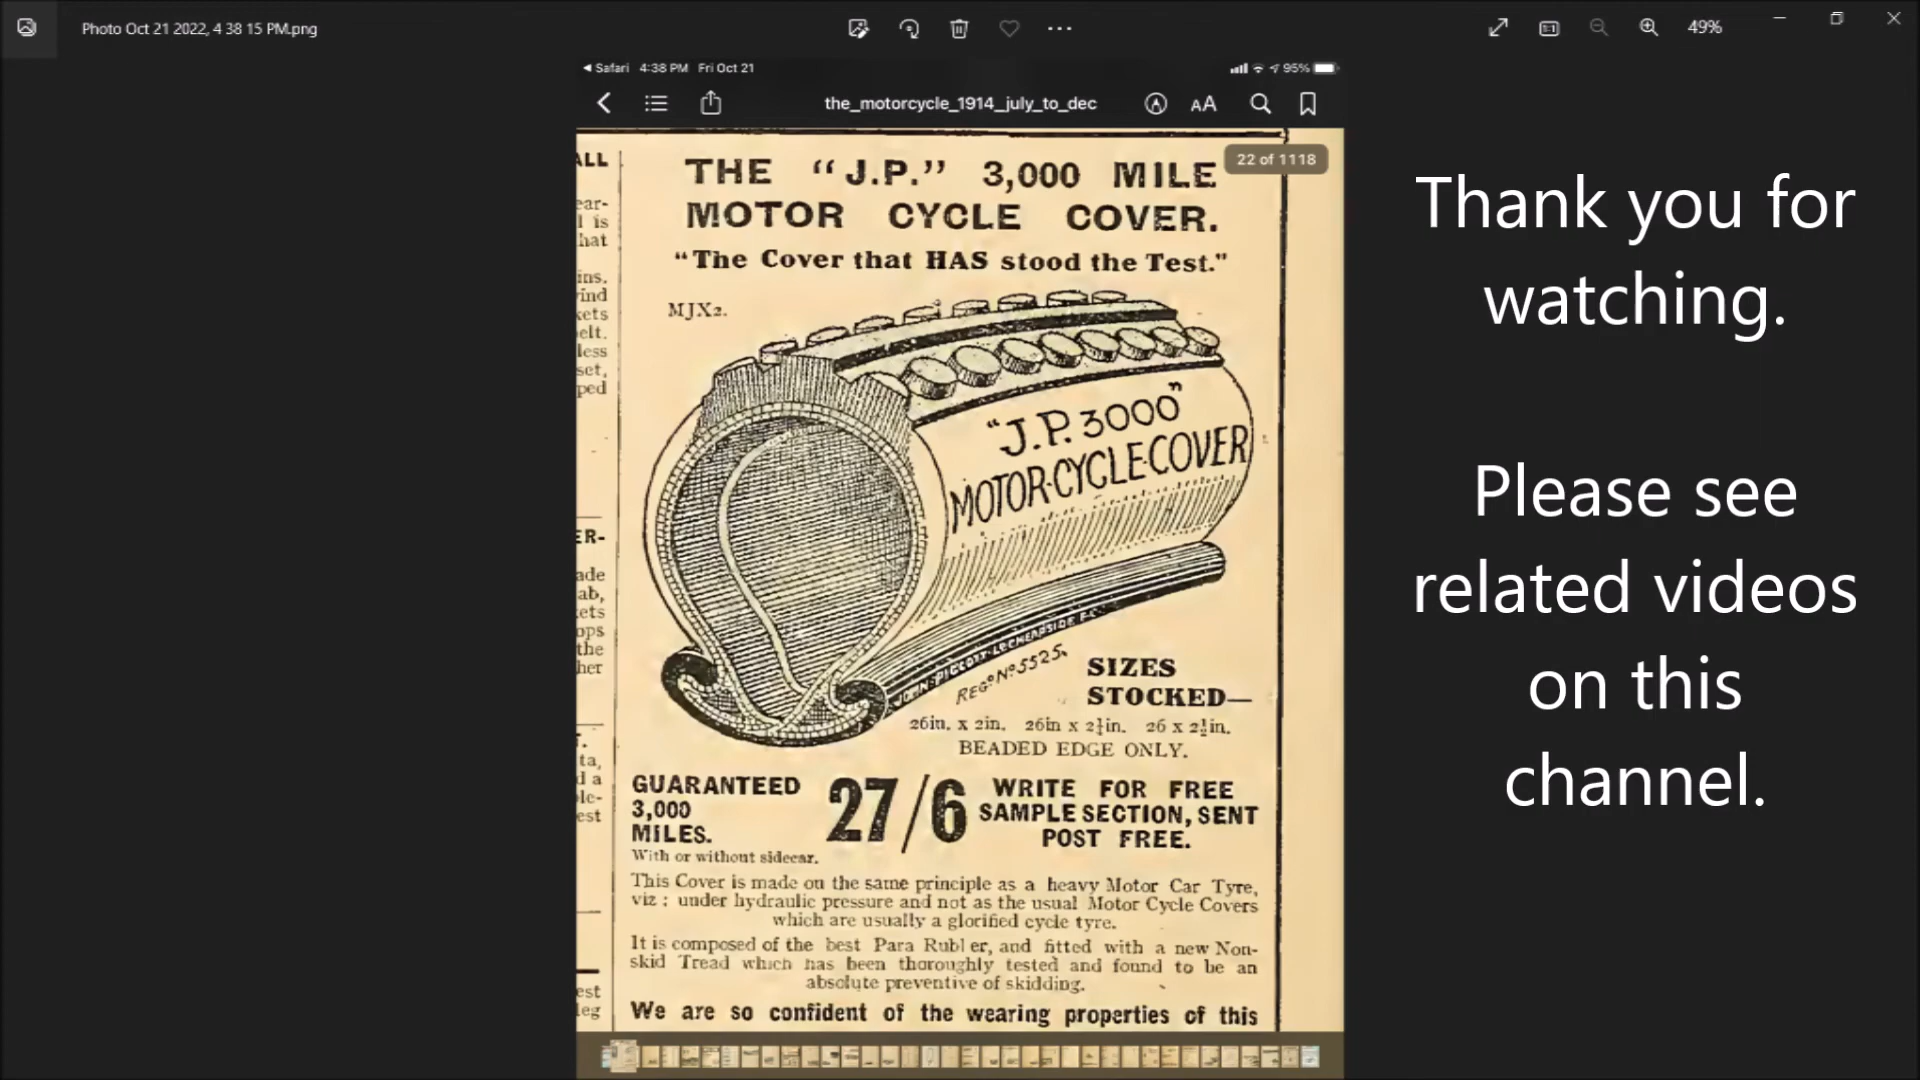 Photo Oct 21 2022, 4 38 15 PM.png
49%
Safari 4:38 PM Fri Oct 21
95%
the_motorcycle_1914_july_to_dec
AA
22 of 1118
THE "J.P." 3,000 MILE
MOTOR CYCLE COVER.
"The Cover that HAS stood the Test."
MJX2.
"J.P. 3000"
MOTOR-CYCLE-COVER
REGD No 5525.
SIZES
STOCKED—
26in. x 2in. 26in x 2¼in. 26 x 2½in.
BEADED EDGE ONLY.
GUARANTEED
3,000
MILES.
With or without sidecar.
27/6
WRITE FOR FREE
SAMPLE SECTION, SENT
POST FREE.
This Cover is made on the same principle as a heavy Motor Car Tyre,
viz : under hydraulic pressure and not as the usual Motor Cycle Covers
which are usually a glorified cycle tyre.
It is composed of the best Para Rubber, and fitted with a new Non-
skid Tread which has been thoroughly tested and found to be an
absolute preventive of skidding.
We are so confident of the wearing properties of this
Thank you for
watching.
Please see
related videos
on this
channel.